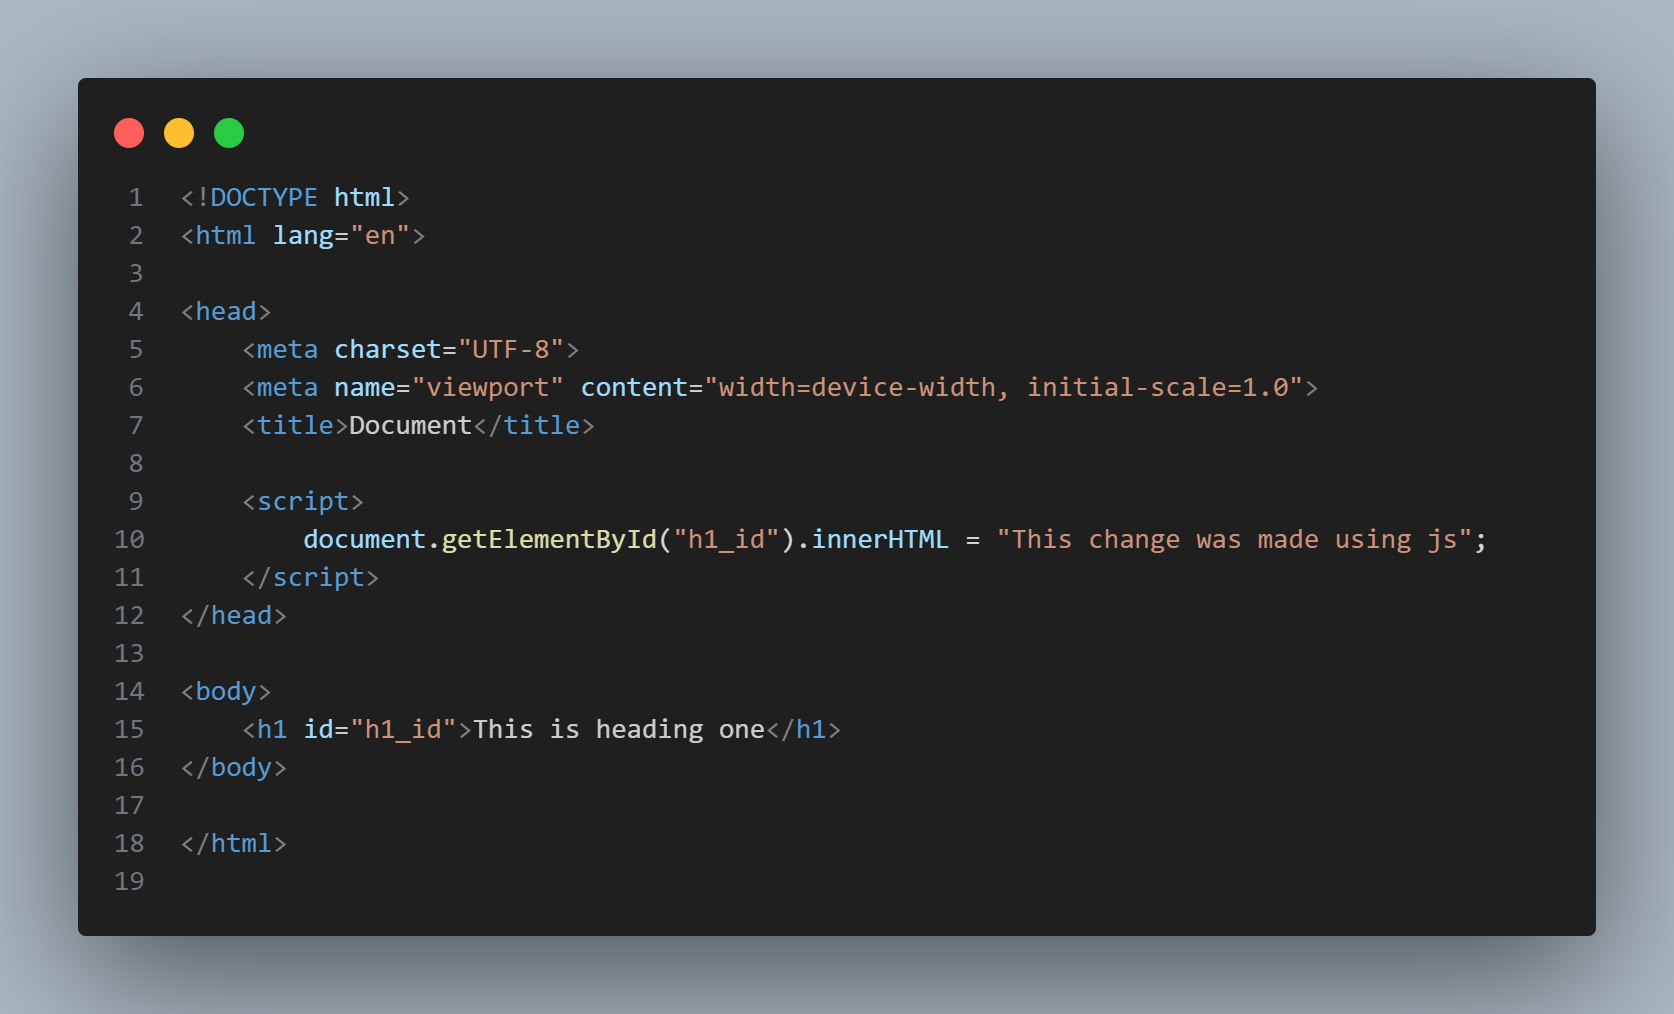 1 <!DOCTYPE html>
2 <html lang="en">
3
4 <head>
5     <meta charset="UTF-8">
6     <meta name="viewport" content="width=device-width, initial-scale=1.0">
7     <title>Document</title>
8
9     <script>
10         document.getElementById("h1_id").innerHTML = "This change was made using js";
11     </script>
12 </head>
13
14 <body>
15     <h1 id="h1_id">This is heading one</h1>
16 </body>
17
18 </html>
19